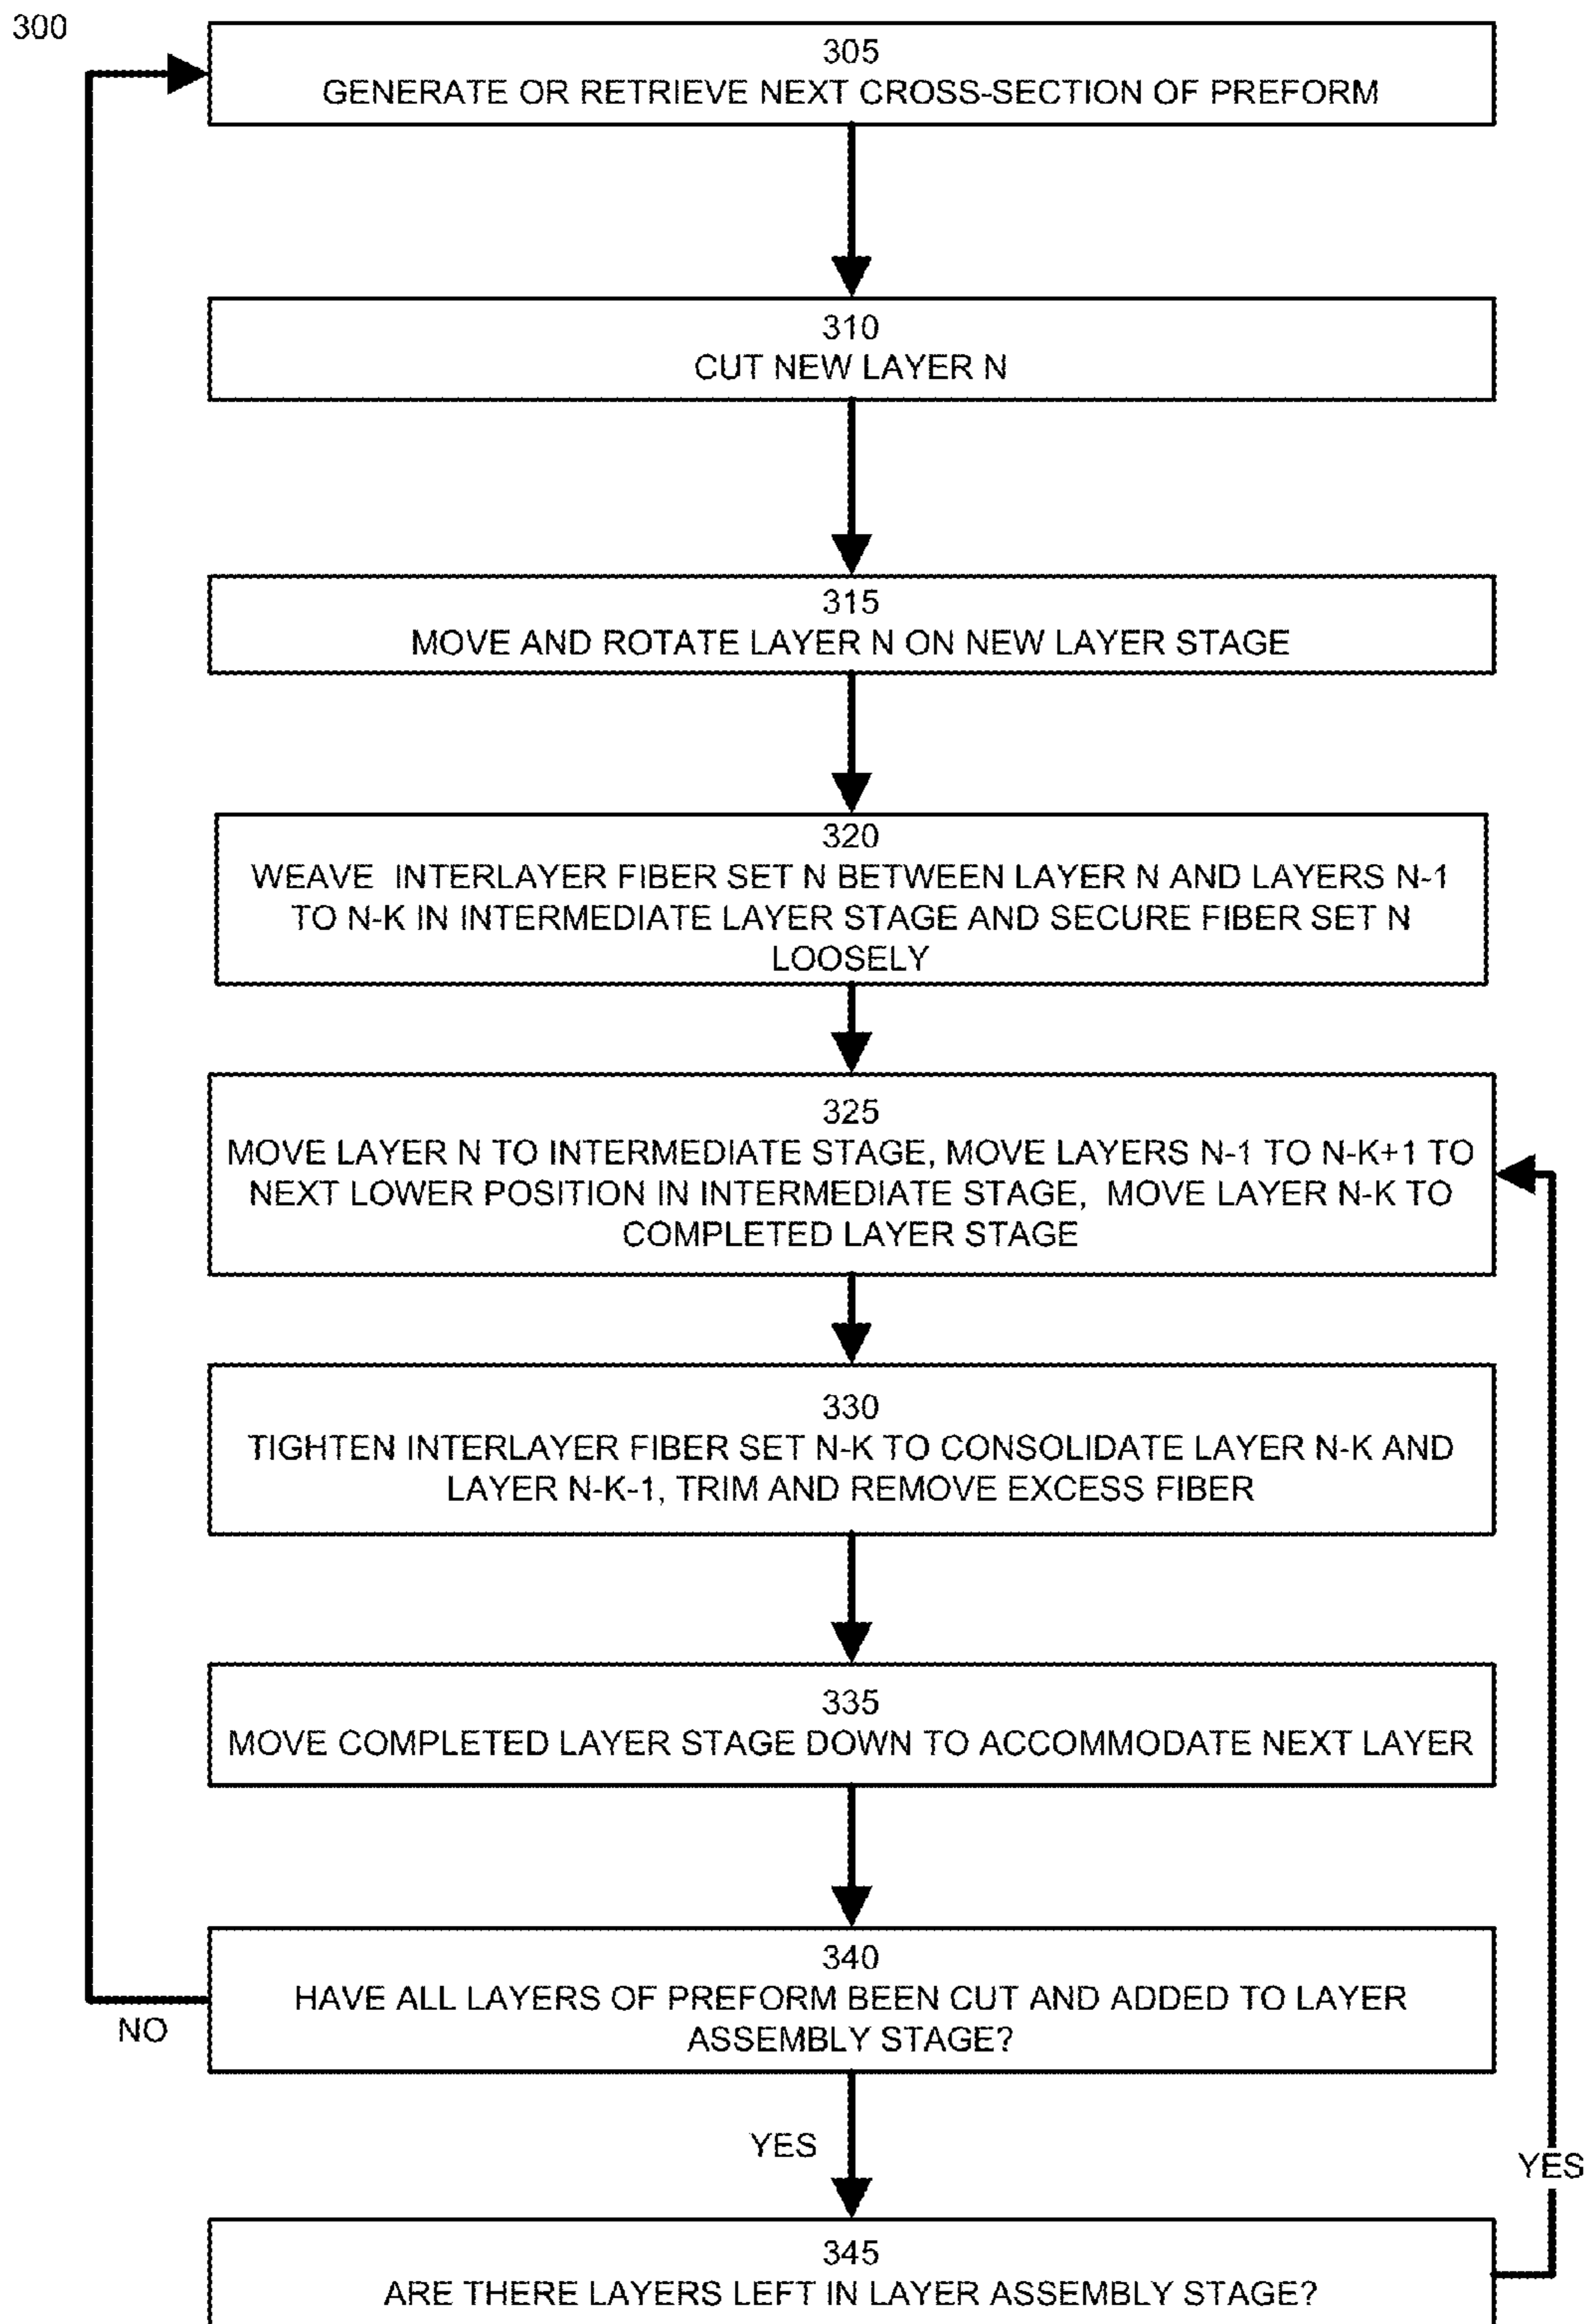 300
305
GENERATE OR RETRIEVE NEXT CROSS-SECTION OF PREFORM
310
CUT NEW LAYER N
315
MOVE AND ROTATE LAYER N ON NEW LAYER STAGE
320
WEAVE INTERLAYER FIBER SET N BETWEEN LAYER N AND LAYERS N-1
TO N-K IN INTERMEDIATE LAYER STAGE AND SECURE FIBER SET N
LOOSELY
325
MOVE LAYER N TO INTERMEDIATE STAGE, MOVE LAYERS N-1 TO N-K+1 TO
NEXT LOWER POSITION IN INTERMEDIATE STAGE, MOVE LAYER N-K TO
COMPLETED LAYER STAGE
330
TIGHTEN INTERLAYER FIBER SET N-K TO CONSOLIDATE LAYER N-K AND
LAYER N-K-1, TRIM AND REMOVE EXCESS FIBER
335
MOVE COMPLETED LAYER STAGE DOWN TO ACCOMMODATE NEXT LAYER
340
HAVE ALL LAYERS OF PREFORM BEEN CUT AND ADDED TO LAYER
ASSEMBLY STAGE?
NO
YES
YES
345
ARE THERE LAYERS LEFT IN LAYER ASSEMBLY STAGE?